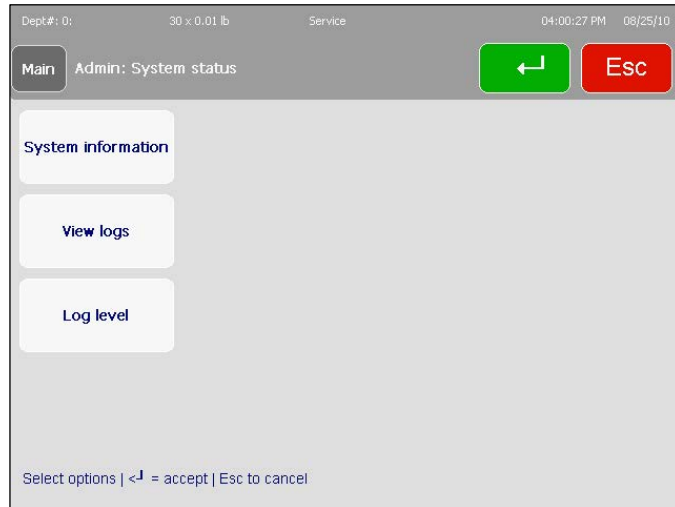 Dept#: 0: 30 x 0.01 lb Service 04:00:27 PM 08/25/10
Main Admin: System status Esc
System information
View logs
Log level
Select options | <┘ = accept | Esc to cancel